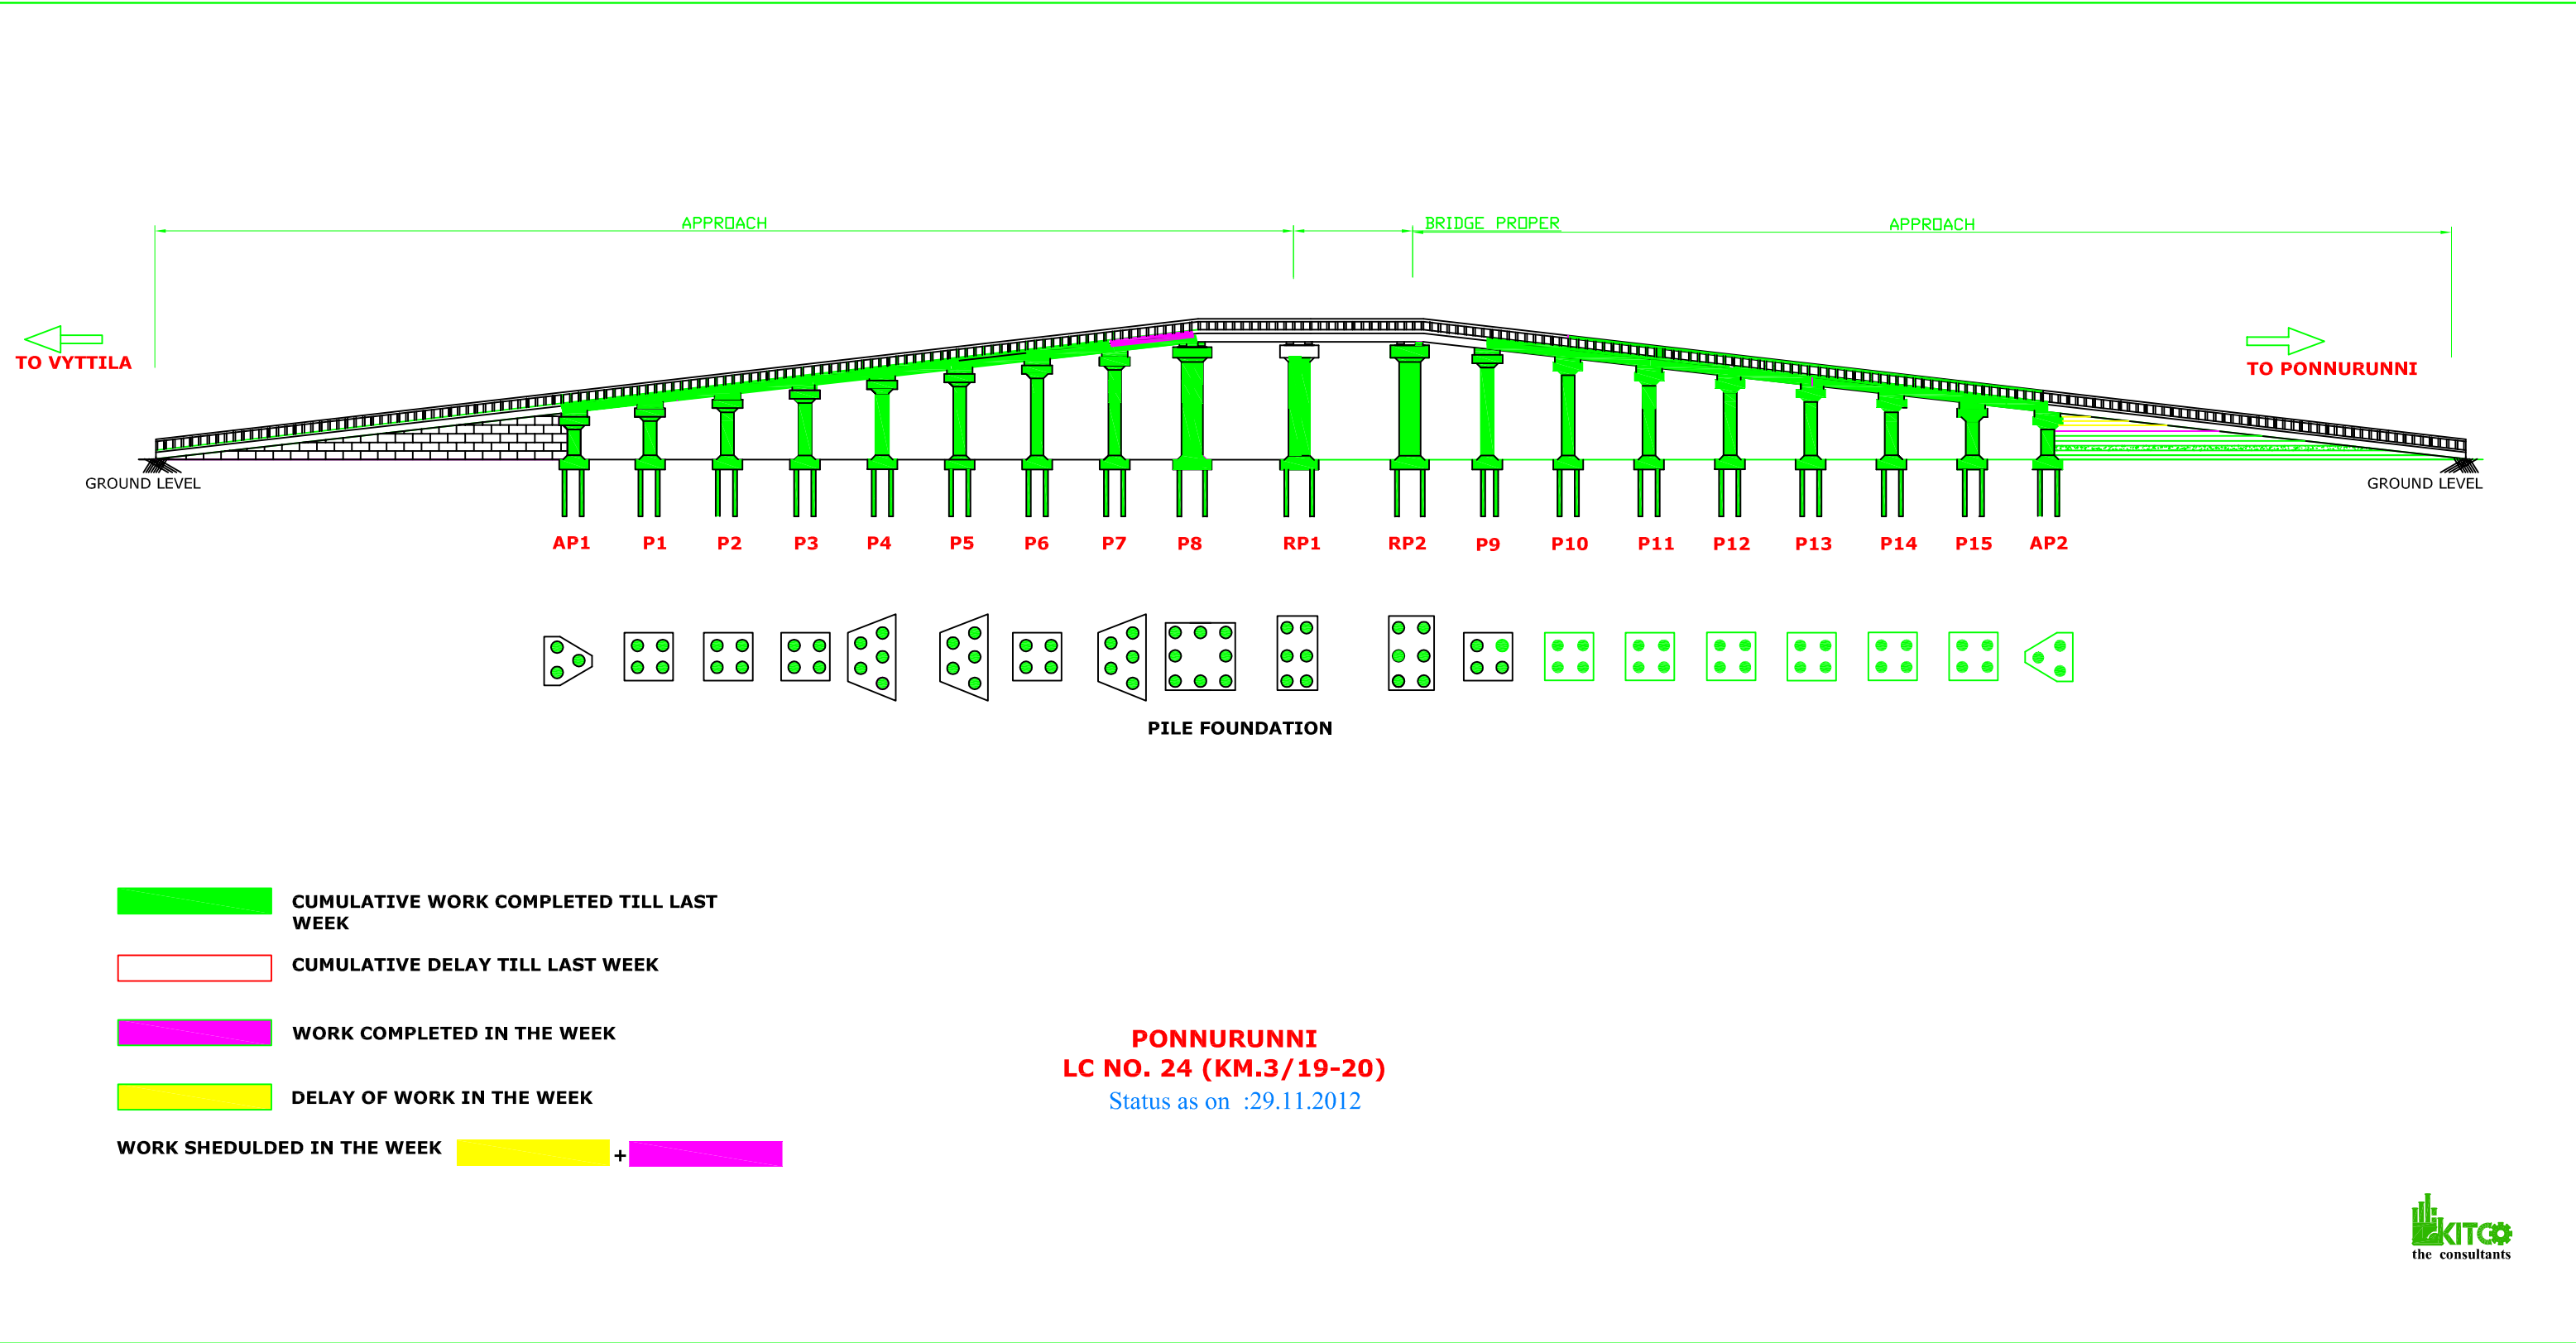 APPROACH
BRIDGE PROPER
APPROACH
TO VYTTILA
TO PONNURUNNI
GROUND LEVEL
GROUND LEVEL
AP1 P1 P2 P3 P4 P5 P6 P7 P8 RP1 RP2 P9 P10 P11 P12 P13 P14 P15 AP2
PILE FOUNDATION
CUMULATIVE WORK COMPLETED TILL LAST
WEEK
CUMULATIVE DELAY TILL LAST WEEK
WORK COMPLETED IN THE WEEK
DELAY OF WORK IN THE WEEK
WORK SHEDULDED IN THE WEEK +
PONNURUNNI
LC NO. 24 (KM.3/19-20)
Status as on :29.11.2012
KITCO
the consultants